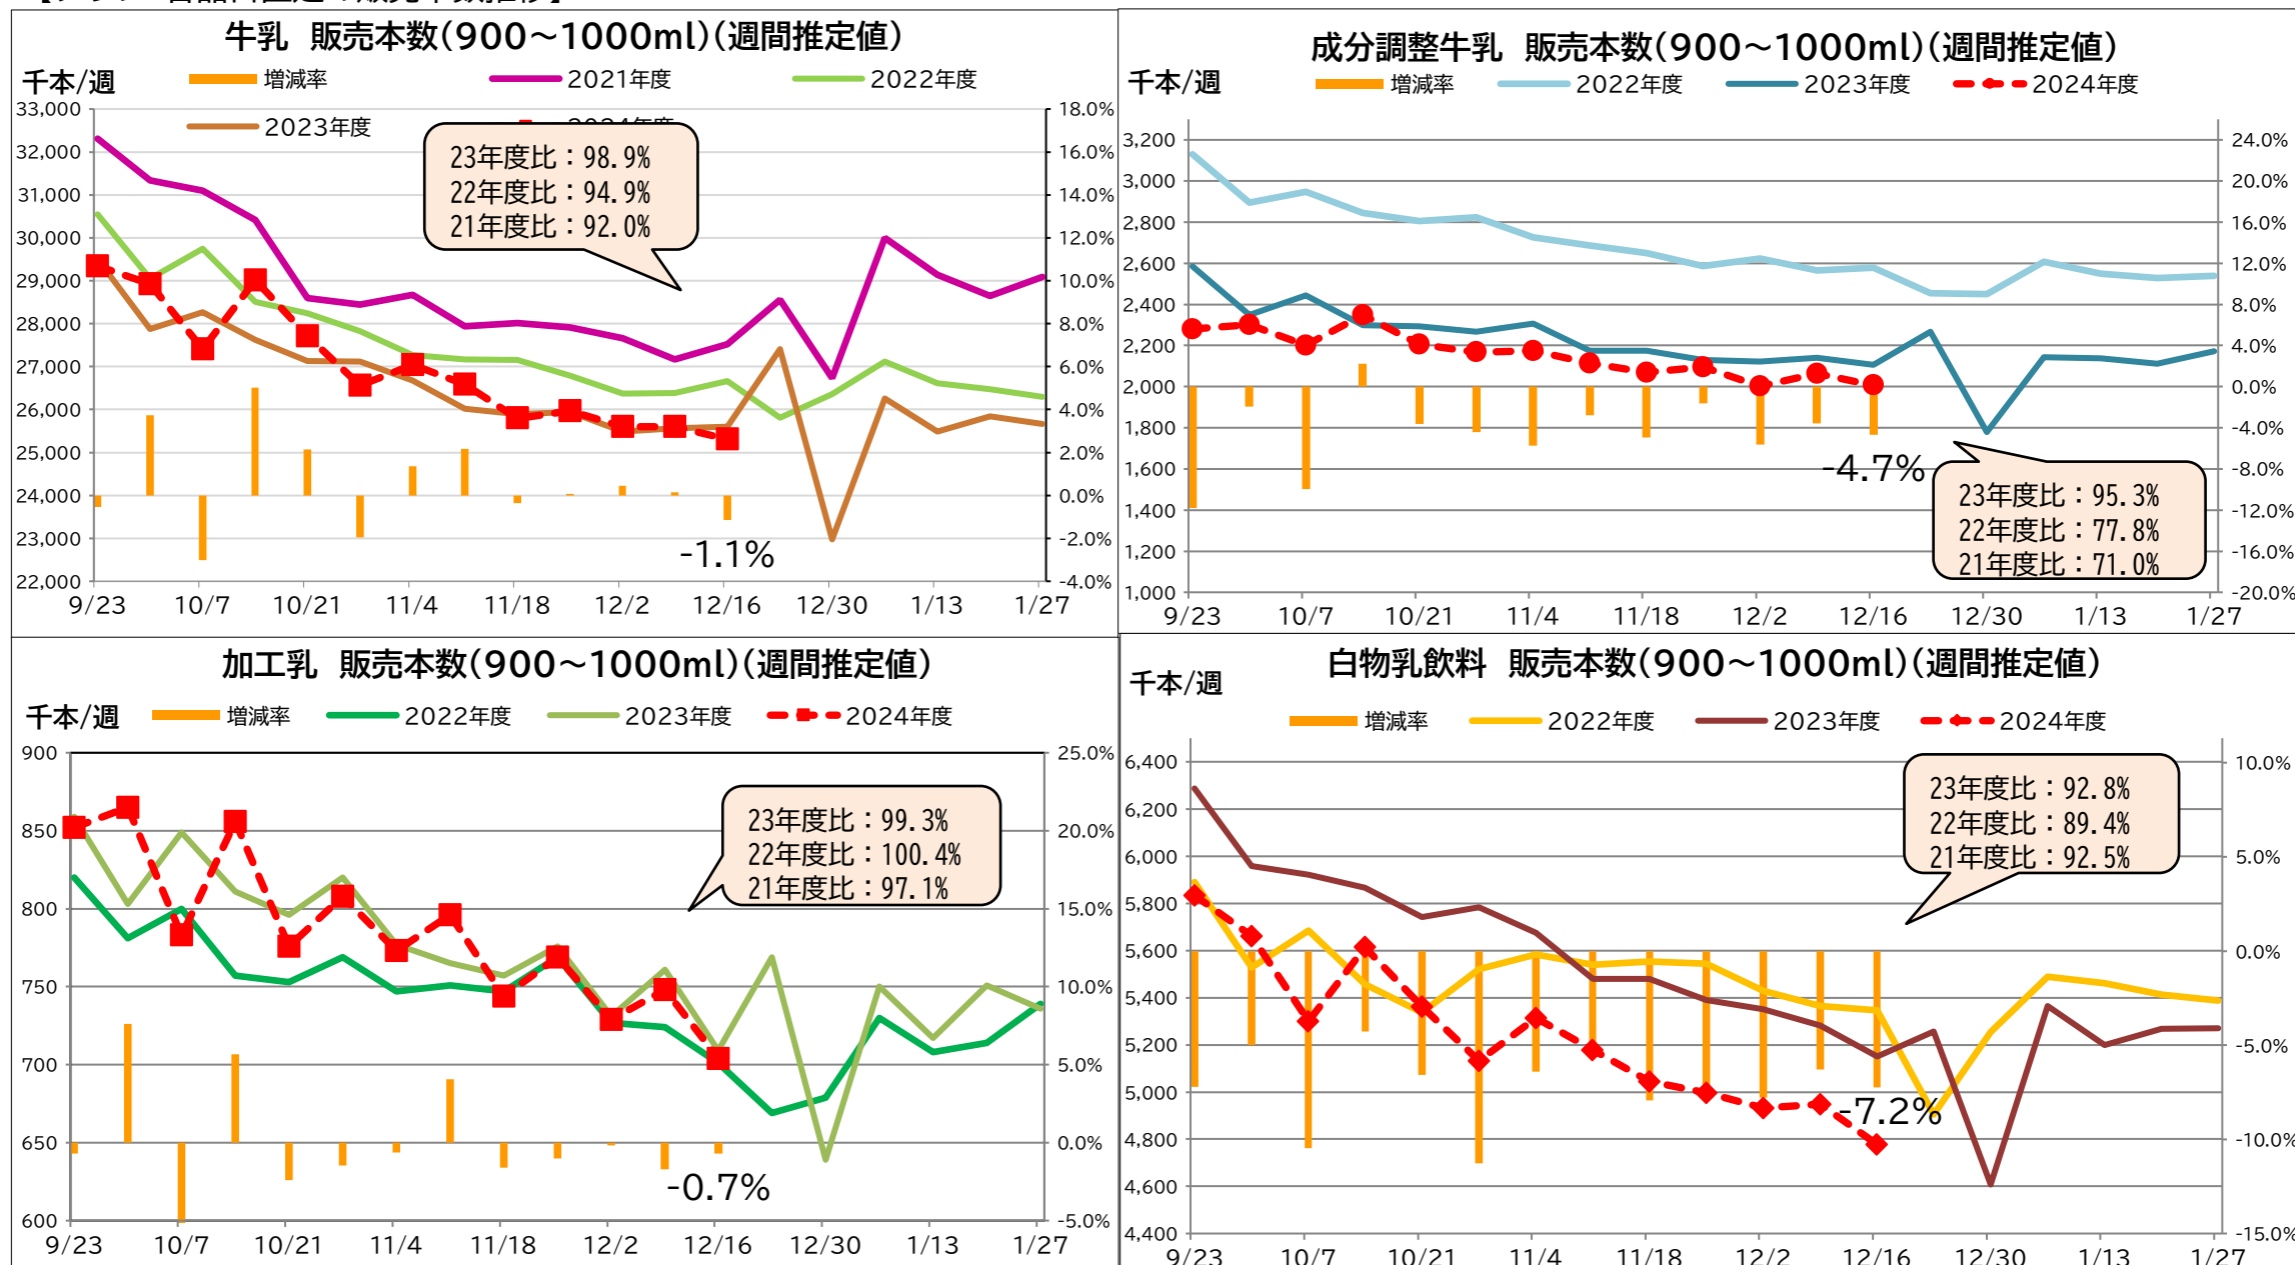 牛乳 販売本数(900～1000ml)(週間推定値)
千本/週
増減率 2021年度 2022年度
2023年度
33,000
32,000
31,000
30,000
29,000
28,000
27,000
26,000
25,000
24,000
23,000
22,000
18.0%
16.0%
14.0%
12.0%
10.0%
8.0%
6.0%
4.0%
2.0%
0.0%
-2.0%
-4.0%
23年度比：98.9%
22年度比：94.9%
21年度比：92.0%
-1.1%
9/23 10/7 10/21 11/4 11/18 12/2 12/16 12/30 1/13 1/27
成分調整牛乳 販売本数(900～1000ml)(週間推定値)
千本/週
増減率 2022年度 2023年度 2024年度
3,200
3,000
2,800
2,600
2,400
2,200
2,000
1,800
1,600
1,400
1,200
1,000
24.0%
20.0%
16.0%
12.0%
8.0%
4.0%
0.0%
-4.0%
-8.0%
-12.0%
-16.0%
-20.0%
-4.7%
23年度比：95.3%
22年度比：77.8%
21年度比：71.0%
9/23 10/7 10/21 11/4 11/18 12/2 12/16 12/30 1/13 1/27
加工乳 販売本数(900～1000ml)(週間推定値)
千本/週
増減率 2022年度 2023年度 2024年度
900
850
800
750
700
650
600
25.0%
20.0%
15.0%
10.0%
5.0%
0.0%
-5.0%
23年度比：99.3%
22年度比：100.4%
21年度比：97.1%
-0.7%
9/23 10/7 10/21 11/4 11/18 12/2 12/16 12/30 1/13 1/27
白物乳飲料 販売本数(900～1000ml)(週間推定値)
千本/週
増減率 2022年度 2023年度 2024年度
6,400
6,200
6,000
5,800
5,600
5,400
5,200
5,000
4,800
4,600
4,400
10.0%
5.0%
0.0%
-5.0%
-10.0%
-15.0%
23年度比：92.8%
22年度比：89.4%
21年度比：92.5%
-7.2%
9/23 10/7 10/21 11/4 11/18 12/2 12/16 12/30 1/13 1/27